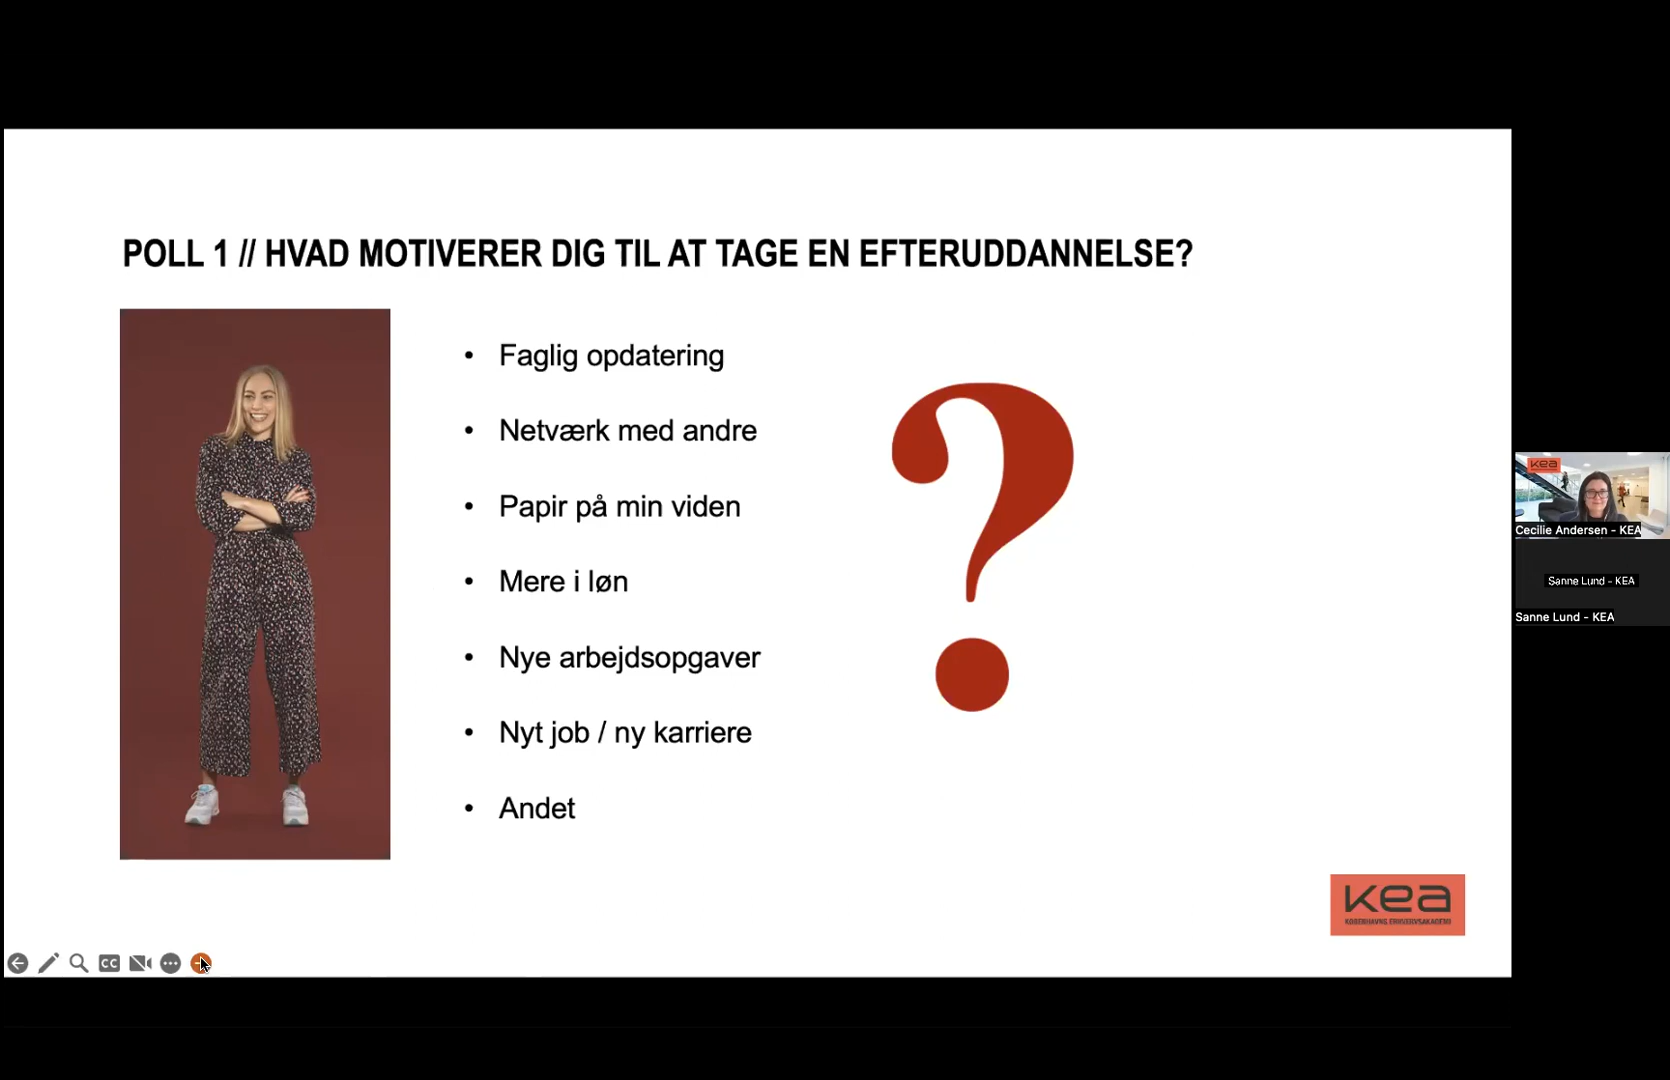 POLL 1 // HVAD MOTIVERER DIG TIL AT TAGE EN EFTERUDDANNELSE?
• Faglig opdatering
• Netværk med andre
• Papir på min viden
• Mere i løn
• Nye arbejdsopgaver
• Nyt job / ny karriere
• Andet
?
kea
KØBENHAVNS ERHVERVSAKADEMI
CC
kea
Cecilie Andersen - KEA
Sanne Lund - KEA
Sanne Lund - KEA